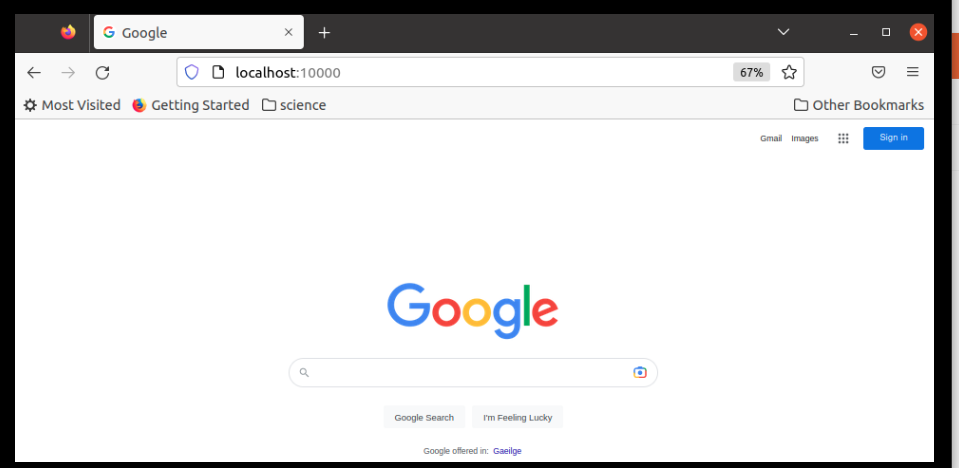 Google
localhost:10000
67%
Most Visited Getting Started science Other Bookmarks
Gmail Images Sign in
Google
Google Search I'm Feeling Lucky
Google offered in: Gaeilge